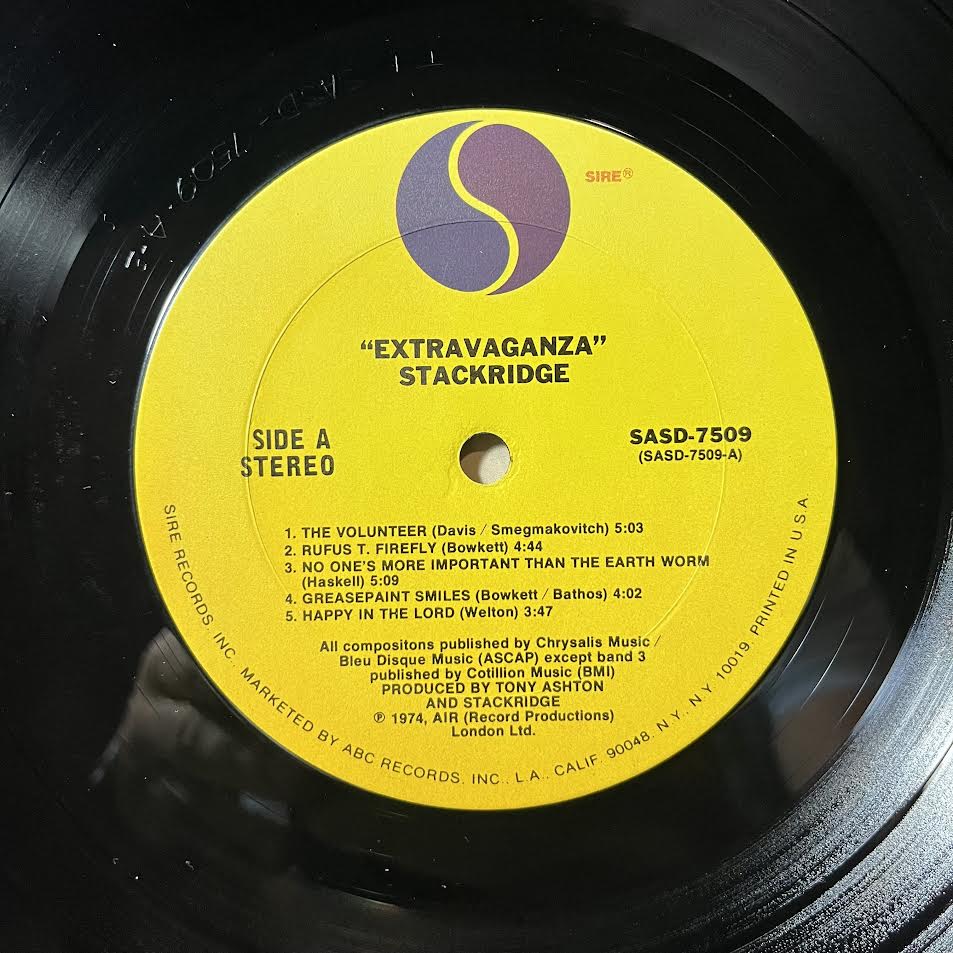 T1 SASD-7509-A-3
SIRE®
“EXTRAVAGANZA”
STACKRIDGE
SIDE A
STEREO
SASD-7509
(SASD-7509-A)
1. THE VOLUNTEER (Davis / Smegmakovitch) 5:03
2. RUFUS T. FIREFLY (Bowkett) 4:44
3. NO ONE'S MORE IMPORTANT THAN THE EARTH WORM
(Haskell) 5:09
4. GREASEPAINT SMILES (Bowkett / Bathos) 4:02
5. HAPPY IN THE LORD (Welton) 3:47
All compositons published by Chrysalis Music /
Bleu Disque Music (ASCAP) except band 3
published by Cotillion Music (BMI)
PRODUCED BY TONY ASHTON
AND STACKRIDGE
℗ 1974, AIR (Record Productions)
London Ltd.
SIRE RECORDS, INC., MARKETED BY ABC RECORDS, INC., L.A., CALIF. 90048. N.Y., N.Y. 10019. PRINTED IN U.S.A.